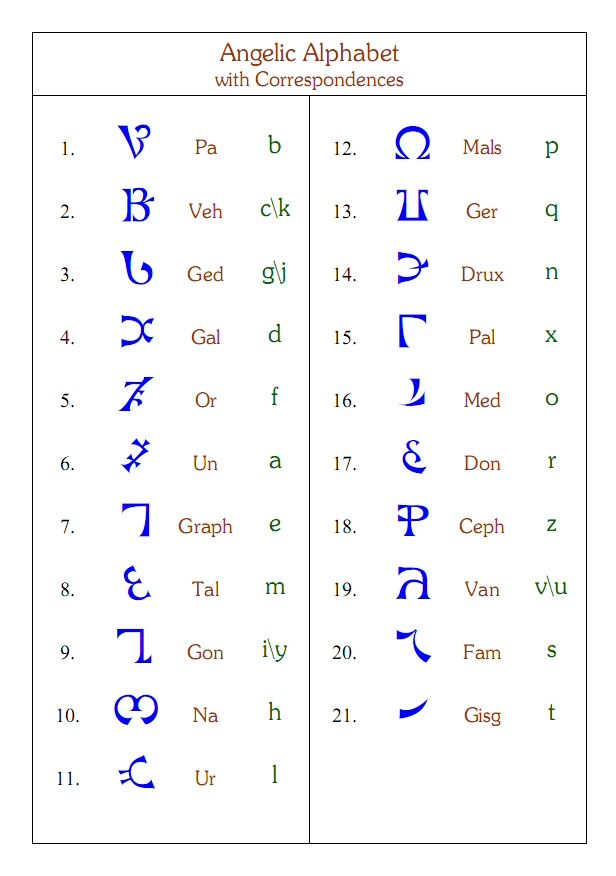 Angelic Alphabet
with Correspondences
1. Pa b
2. Veh c\k
3. Ged g\j
4. Gal d
5. Or f
6. Un a
7. Graph e
8. Tal m
9. Gon i\y
10. Na h
11. Ur l
12. Mals p
13. Ger q
14. Drux n
15. Pal x
16. Med o
17. Don r
18. Ceph z
19. Van v\u
20. Fam s
21. Gisg t